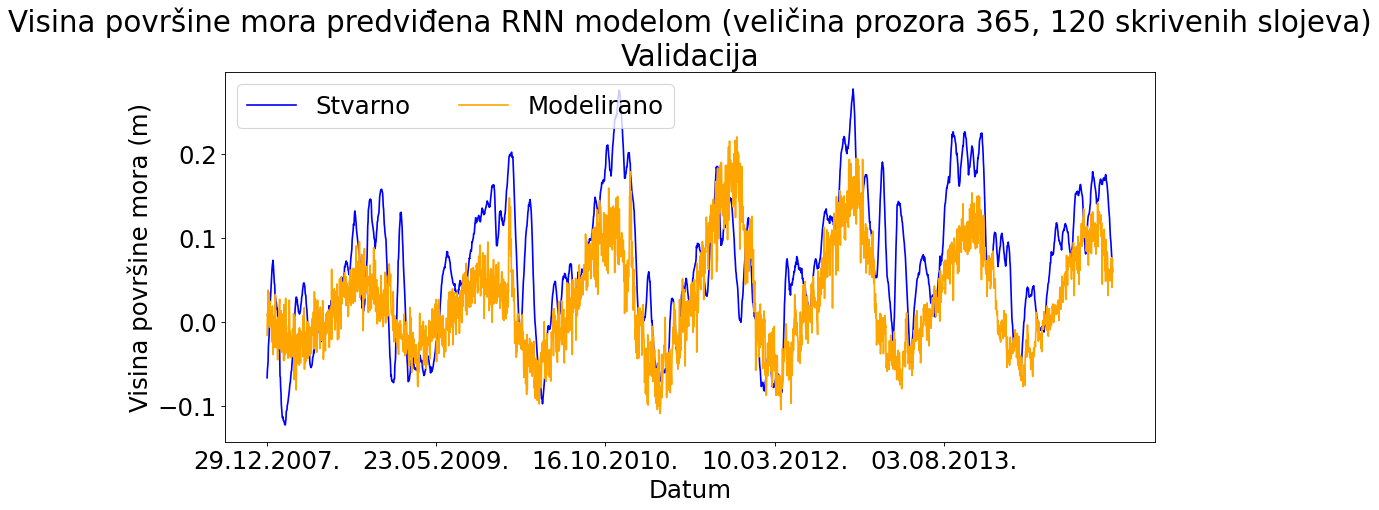 Visina površine mora predviđena RNN modelom (veličina prozora 365, 120 skrivenih slojeva)
Validacija
Stvarno Modelirano
Visina površine mora (m)
0.2
0.1
0.0
−0.1
29.12.2007. 23.05.2009. 16.10.2010. 10.03.2012. 03.08.2013.
Datum